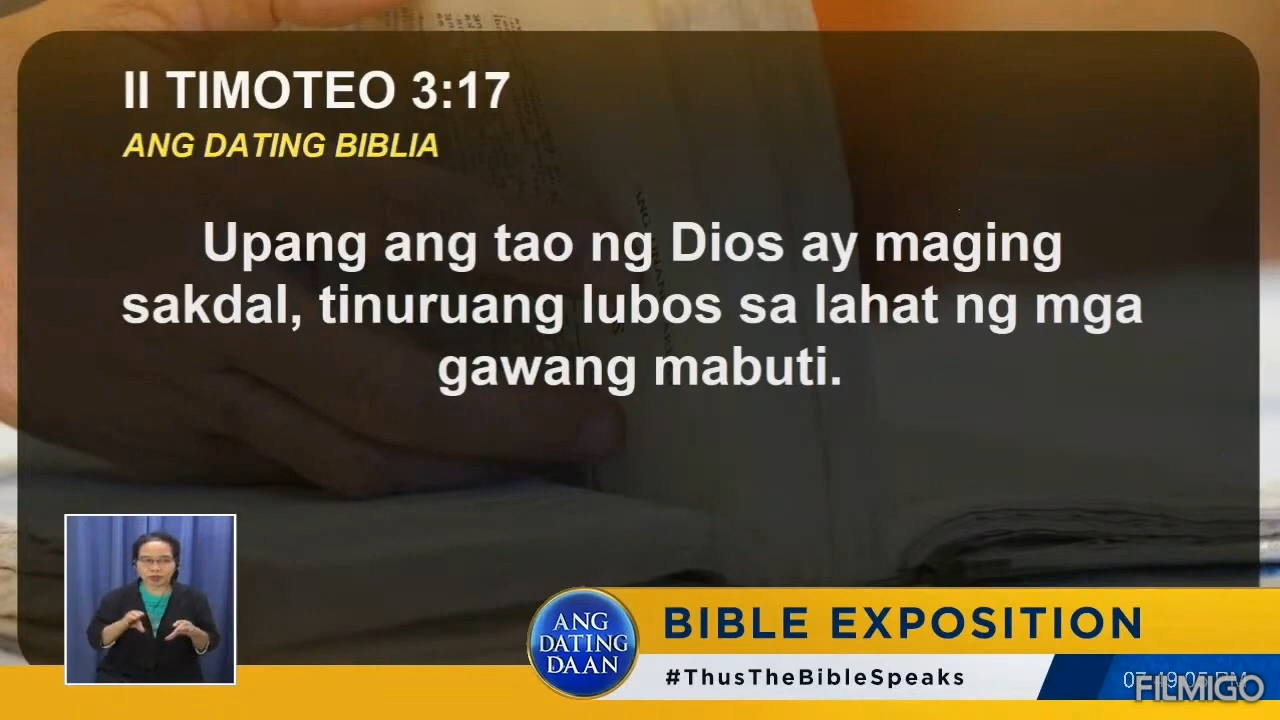 II TIMOTEO 3:17
ANG DATING BIBLIA
Upang ang tao ng Dios ay maging
sakdal, tinuruang lubos sa lahat ng mga
gawang mabuti.
ANG
DATING
DAAN
BIBLE EXPOSITION
#ThusTheBibleSpeaks
FILMIGO